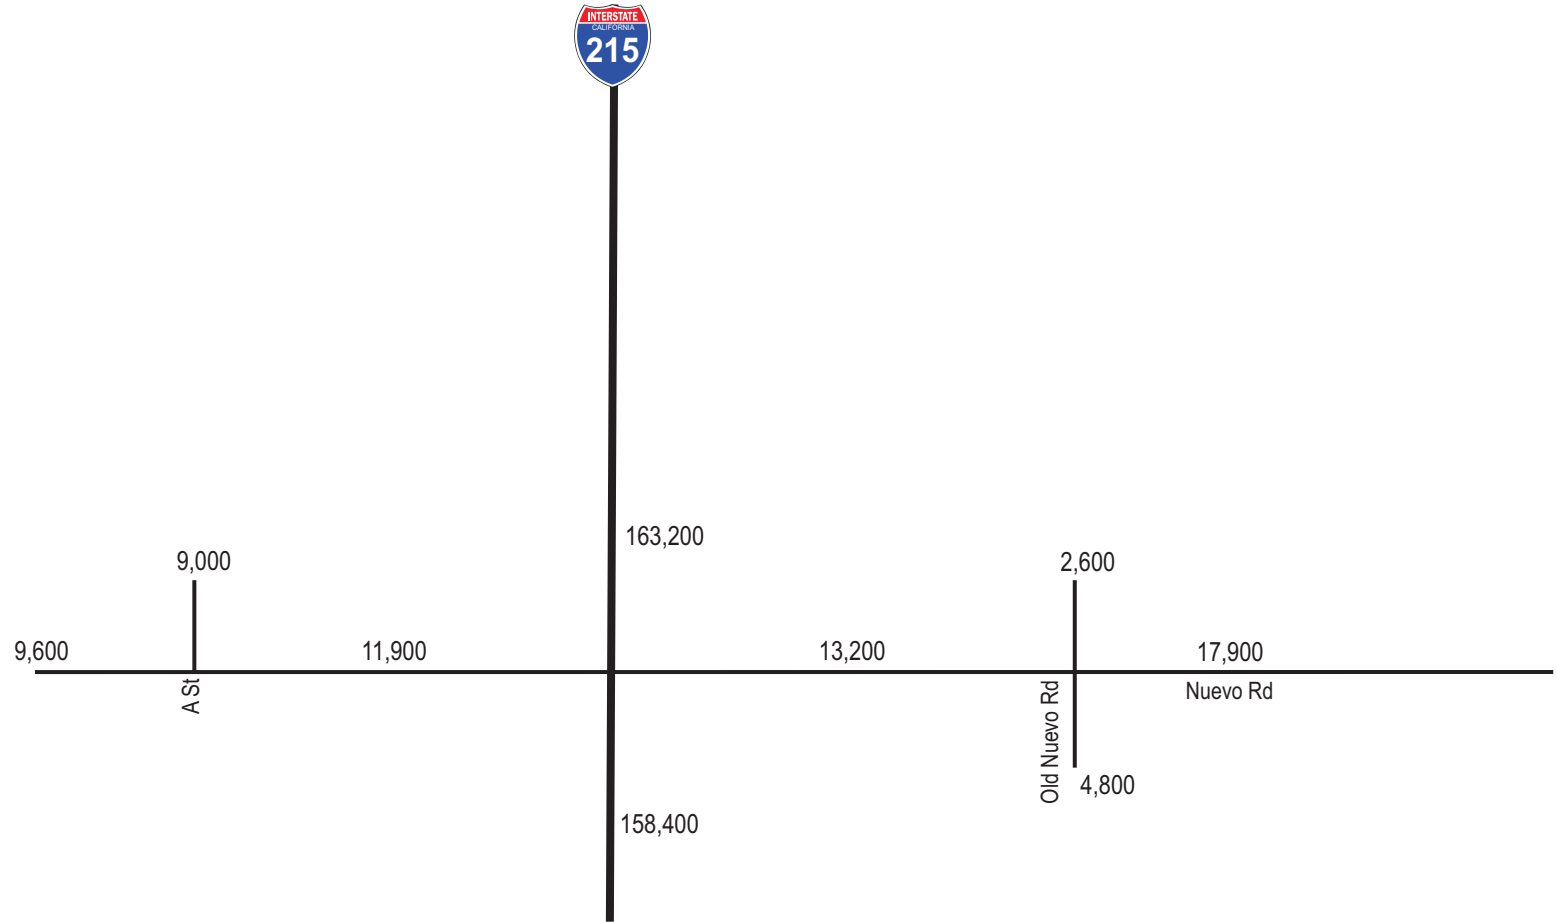 INTERSTATE
CALIFORNIA
215
163,200
9,000
2,600
9,600
11,900
13,200
17,900
A St
Old Nuevo Rd
Nuevo Rd
4,800
158,400